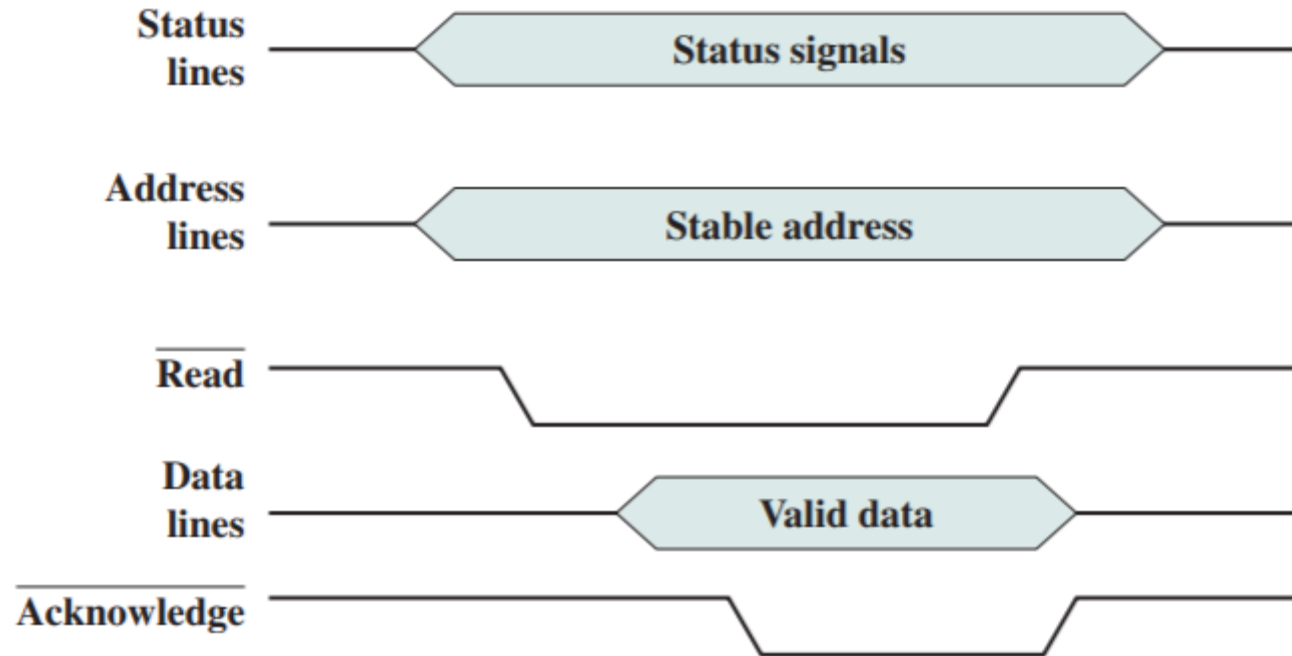 Status
lines
Status signals
Address
lines
Stable address
Read
Data
lines
Valid data
Acknowledge